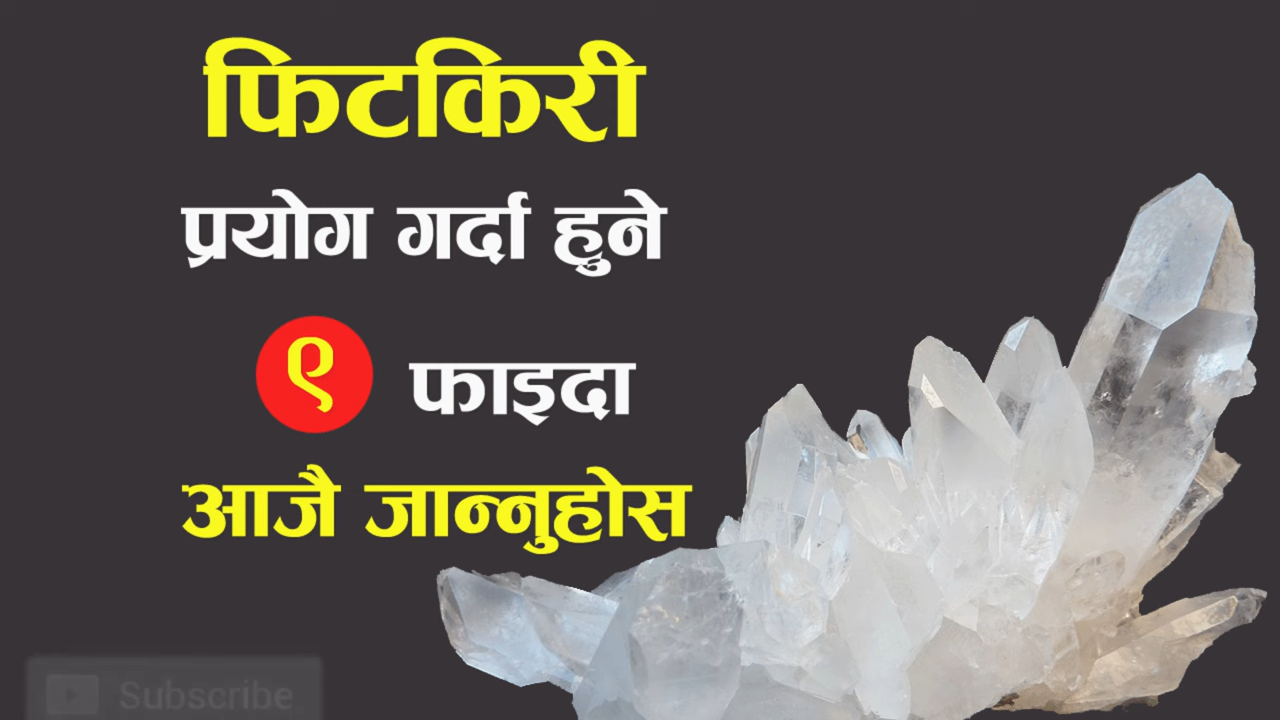 फिटकिरी
प्रयोग गर्दा हुने
९ फाइदा
आजै जान्नुहोस
Subscribe